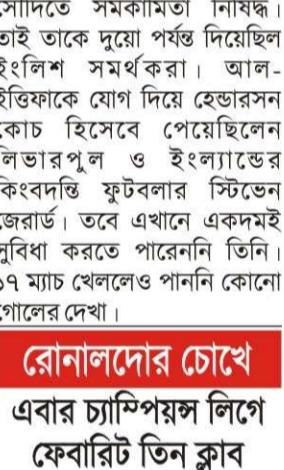 সৌদিতে সমকামিতা নিষিদ্ধ।
তাই তাকে দুয়ো পর্যন্ত দিয়েছিল
ইংলিশ সমর্থকরা। আল-
ইত্তিফাকে যোগ দিয়ে হেন্ডারসন
কোচ হিসেবে পেয়েছিলেন
লিভারপুল ও ইংল্যান্ডের
কিংবদন্তি ফুটবলার স্টিভেন
জেরার্ড। তবে এখানে একদমই
সুবিধা করতে পারেননি তিনি।
১৭ ম্যাচ খেললেও পাননি কোনো
গোলের দেখা।
রোনালদোর চোখে
এবার চ্যাম্পিয়ন্স লিগে
ফেবারিট তিন ক্লাব